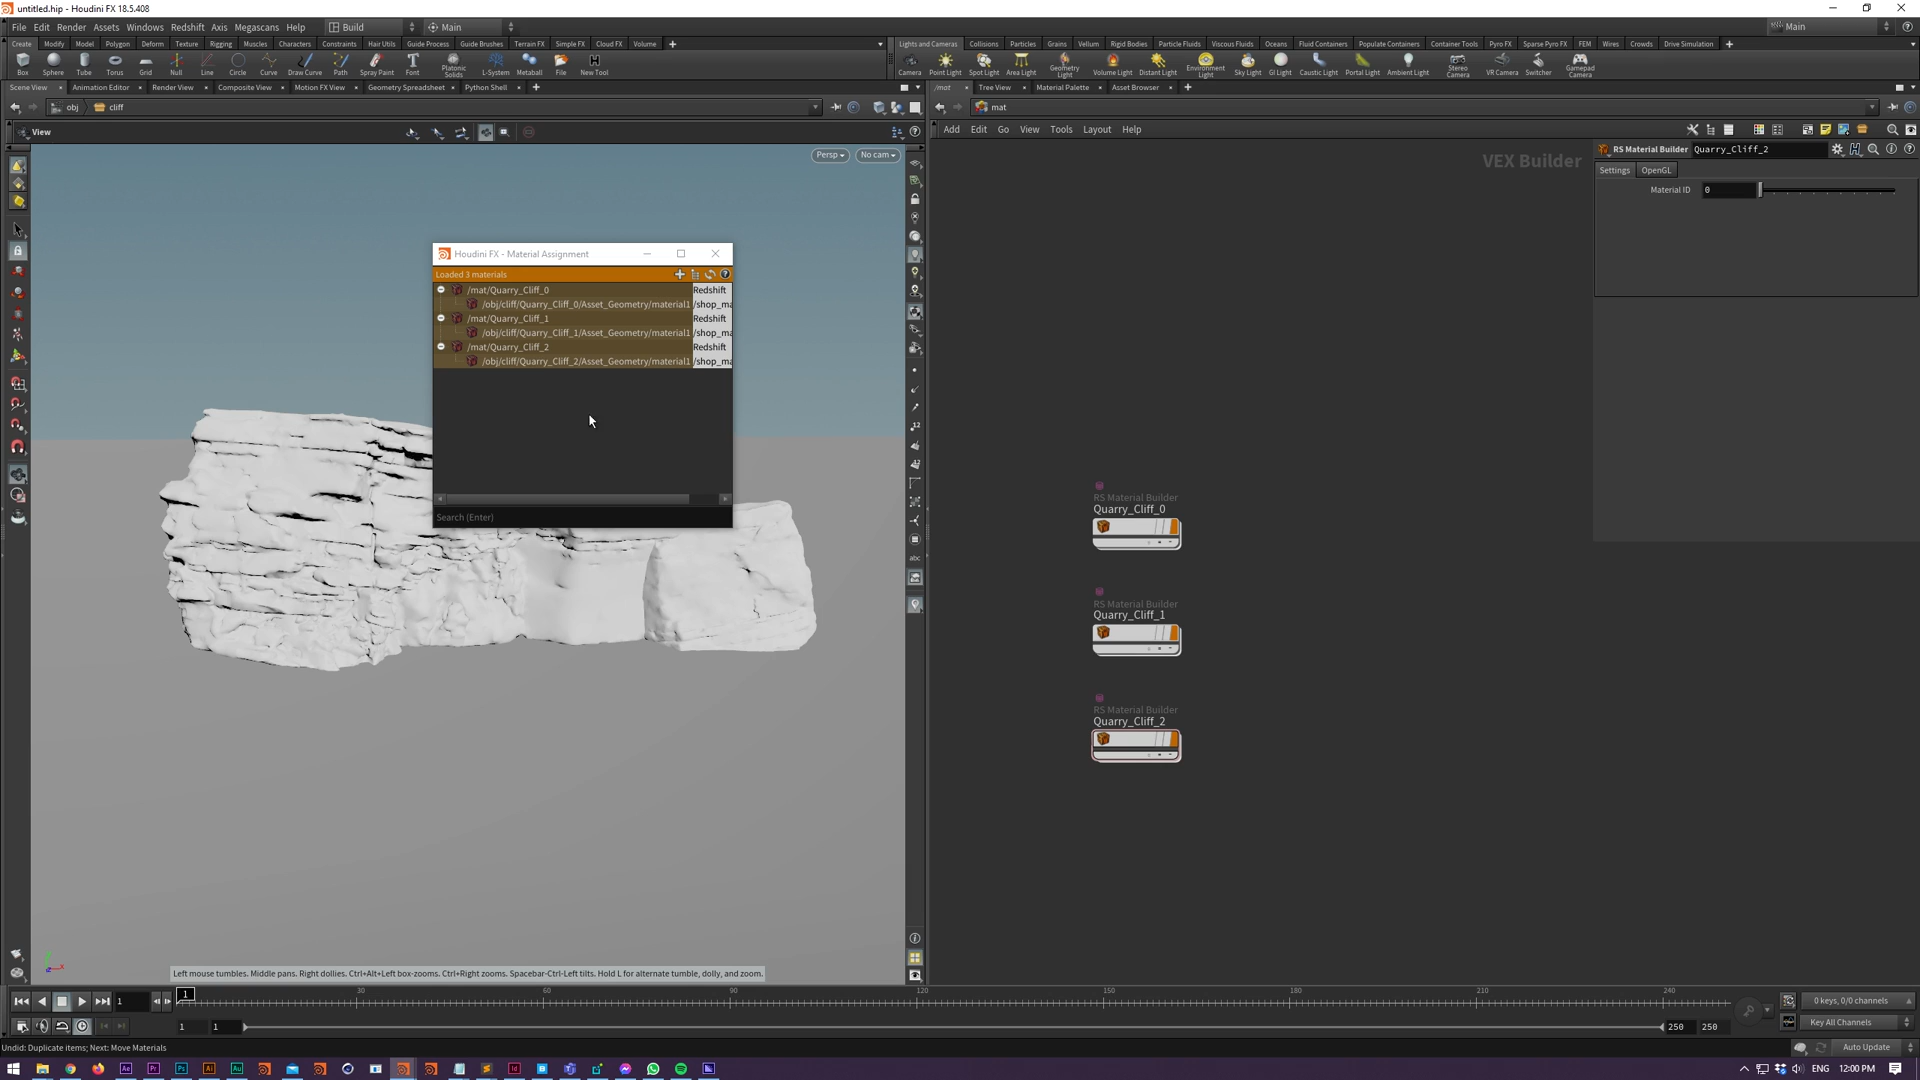 untitled.hip - Houdini FX 18.5.408
File Edit Render Assets Windows Redshift Axis Megascans Help Build Main Main
Create Modify Model Polygon Deform Texture Rigging Muscles Characters Constraints Hair Utils Guide Process Guide Brushes Terrain FX Simple FX Cloud FX Volume
Lights and Cameras Collisions Particles Grains Vellum Rigid Bodies Particle Fluids Viscous Fluids Oceans Fluid Containers Populate Containers Container Tools Pyro FX Sparse Pyro FX FEM Wires Crowds Drive Simulation
Box Sphere Tube Torus Grid Null Line Circle Curve Draw Curve Path Spray Paint Font Platonic Solids L-System Metaball File New Tool
Camera Point Light Spot Light Area Light Geometry Light Volume Light Distant Light Environment Light Sky Light GI Light Caustic Light Portal Light Ambient Light Stereo Camera VR Camera Switcher Gamepad Camera
Scene View Animation Editor Render View Composite View Motion FX View Geometry Spreadsheet Python Shell
/mat Tree View Material Palette Asset Browser
obj cliff
mat
View
Add Edit Go View Tools Layout Help
Persp No cam
VEX Builder
RS Material Builder Quarry_Cliff_2
Settings OpenGL
Material ID 0
Houdini FX - Material Assignment
Loaded 3 materials
/mat/Quarry_Cliff_0 Redshift
/obj/cliff/Quarry_Cliff_0/Asset_Geometry/material1 /shop_ma
/mat/Quarry_Cliff_1 Redshift
/obj/cliff/Quarry_Cliff_1/Asset_Geometry/material1 /shop_ma
/mat/Quarry_Cliff_2 Redshift
/obj/cliff/Quarry_Cliff_2/Asset_Geometry/material1 /shop_ma
Search (Enter)
RS Material Builder
Quarry_Cliff_0
RS Material Builder
Quarry_Cliff_1
RS Material Builder
Quarry_Cliff_2
abc
Left mouse tumbles. Middle pans. Right dollies. Ctrl+Alt+Left box-zooms. Ctrl+Right zooms. Spacebar-Ctrl-Left tilts. Hold L for alternate tumble, dolly, and zoom.
1 1 30 60 90 120 150 180 210 240 0 keys, 0/0 channels
1 1 250 250 Key All Channels
Undid: Duplicate items; Next: Move Materials
Auto Update
ENG 12:00 PM